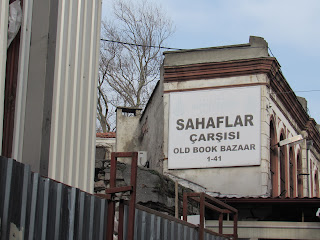 SAHAFLAR
ÇARŞISI
OLD BOOK BAZAAR
1-41